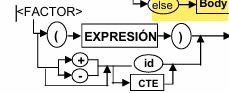 else Body
<FACTOR>
( EXPRESIÓN )
+ id
-
CTE